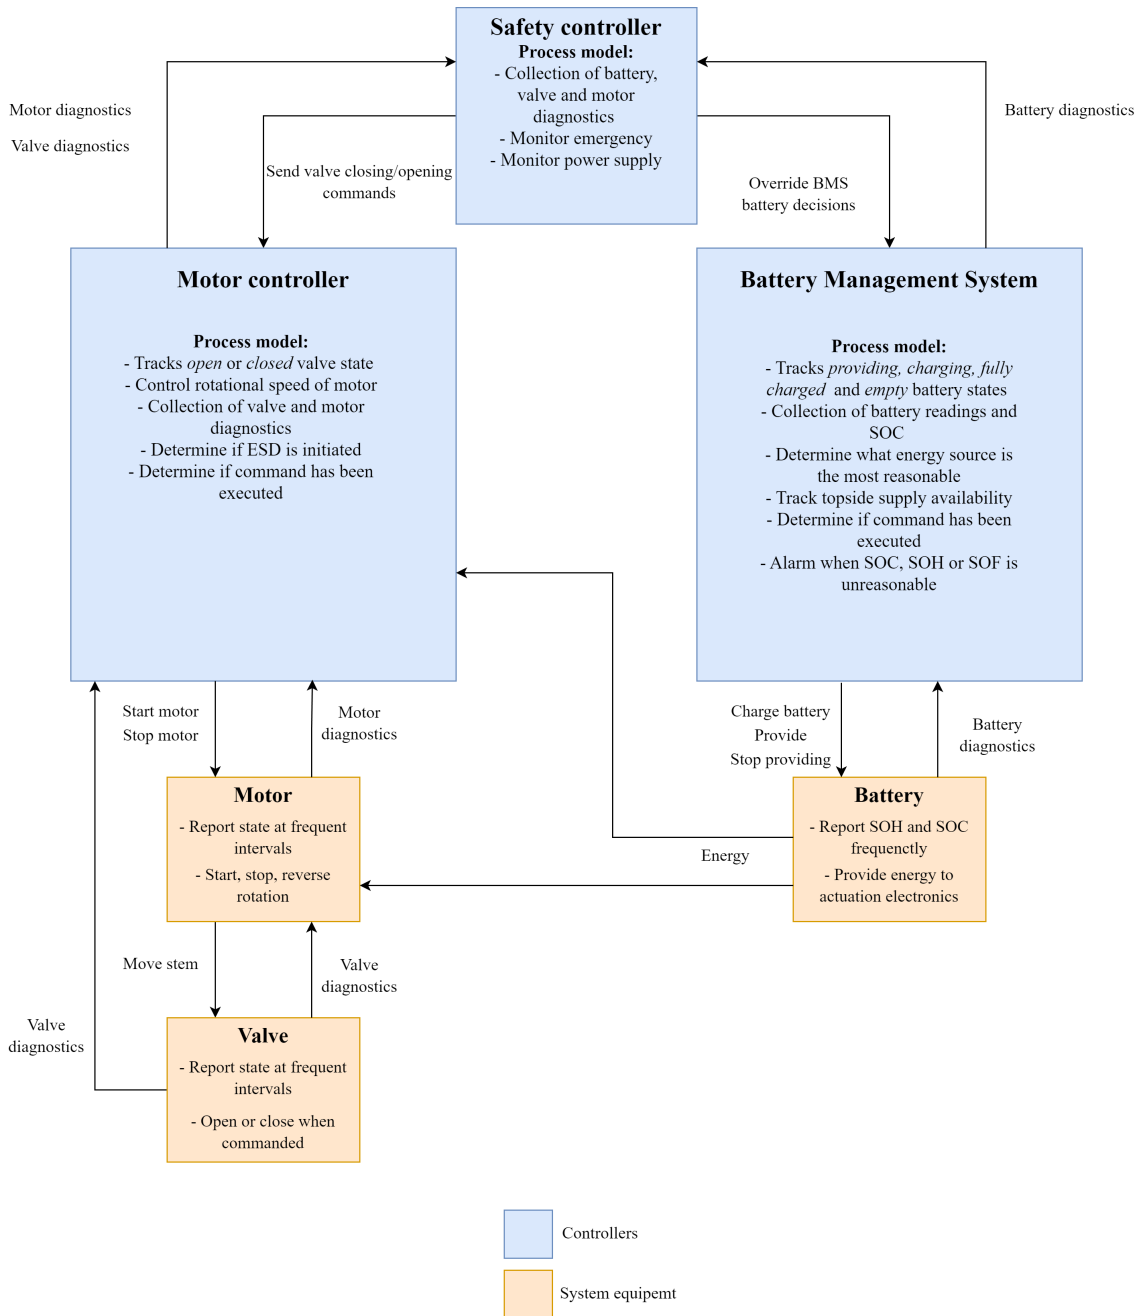 Safety controller
Process model:
- Collection of battery,
valve and motor
diagnostics
- Monitor emergency
- Monitor power supply
Motor diagnostics
Valve diagnostics
Battery diagnostics
Send valve closing/opening
commands
Override BMS
battery decisions
Motor controller
Process model:
- Tracks open or closed valve state
- Control rotational speed of motor
- Collection of valve and motor
diagnostics
- Determine if ESD is initiated
- Determine if command has been
executed
Battery Management System
Process model:
- Tracks providing, charging, fully
charged and empty battery states
- Collection of battery readings and
SOC
- Determine what energy source is
the most reasonable
- Track topside supply availability
- Determine if command has been
executed
- Alarm when SOC, SOH or SOF is
unreasonable
Start motor
Stop motor
Motor
diagnostics
Charge battery
Provide
Stop providing
Battery
diagnostics
Motor
- Report state at frequent
intervals
- Start, stop, reverse
rotation
Energy
Battery
- Report SOH and SOC
frequenctly
- Provide energy to
actuation electronics
Move stem
Valve
diagnostics
Valve
diagnostics
Valve
- Report state at frequent
intervals
- Open or close when
commanded
Controllers
System equipemt